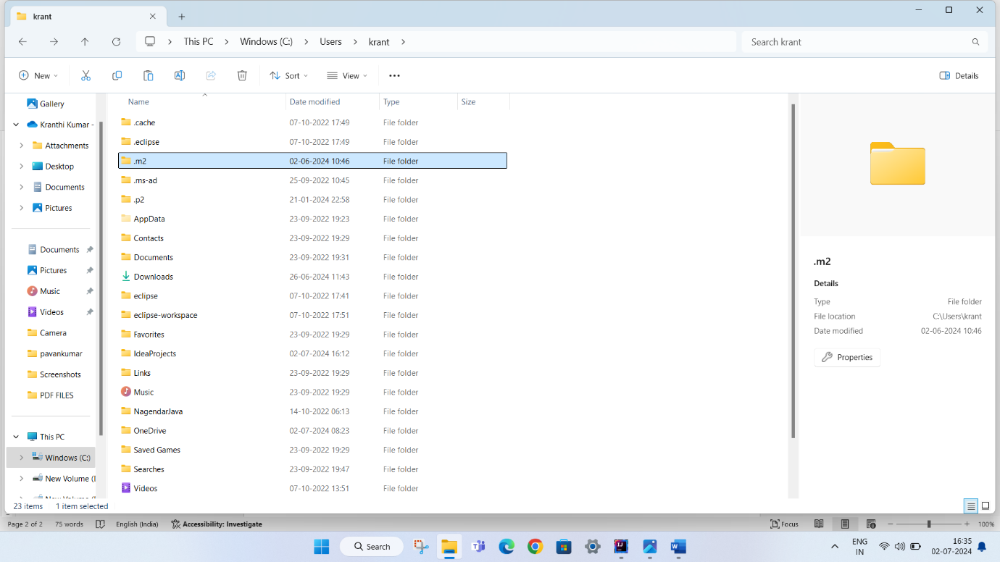 krant
This PC > Windows (C:) > Users > krant >
Search krant
New
Sort
View
Details
Gallery
Kranthi Kumar -
Attachments
Desktop
Documents
Pictures
Documents
Pictures
Music
Videos
Camera
pavankumar
Screenshots
PDF FILES
This PC
Windows (C:)
New Volume (
Name Date modified Type Size
.cache 07-10-2022 17:49 File folder
.eclipse 07-10-2022 17:49 File folder
.m2 02-06-2024 10:46 File folder
.ms-ad 25-09-2022 10:45 File folder
.p2 21-01-2024 22:58 File folder
AppData 23-09-2022 19:23 File folder
Contacts 23-09-2022 19:29 File folder
Documents 23-09-2022 19:31 File folder
Downloads 26-06-2024 11:43 File folder
eclipse 07-10-2022 17:41 File folder
eclipse-workspace 07-10-2022 17:51 File folder
Favorites 23-09-2022 19:29 File folder
IdeaProjects 02-07-2024 16:12 File folder
Links 23-09-2022 19:29 File folder
Music 23-09-2022 19:29 File folder
NagendarJava 14-10-2022 06:13 File folder
OneDrive 02-07-2024 08:23 File folder
Saved Games 23-09-2022 19:29 File folder
Searches 23-09-2022 19:47 File folder
Videos 07-10-2022 13:51 File folder
.m2
Details
Type File folder
File location C:\Users\krant
Date modified 02-06-2024 10:46
Properties
23 items 1 item selected
Page 2 of 2 75 words English (India) Accessibility: Investigate Focus 100%
Search
ENG
IN
16:35
02-07-2024